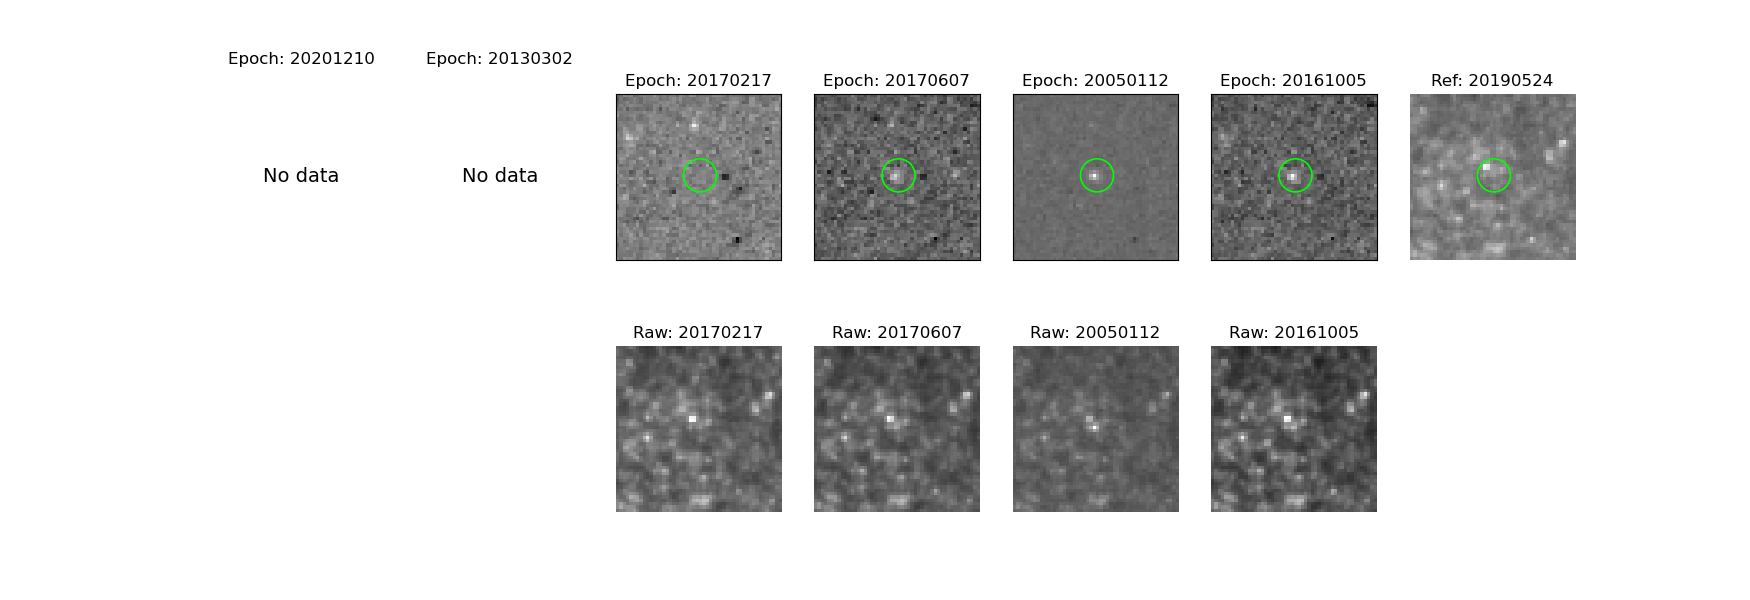 Epoch: 20201210
Epoch: 20130302
Epoch: 20170217
Epoch: 20170607
Epoch: 20050112
Epoch: 20161005
Ref: 20190524
No data
No data
Raw: 20170217
Raw: 20170607
Raw: 20050112
Raw: 20161005